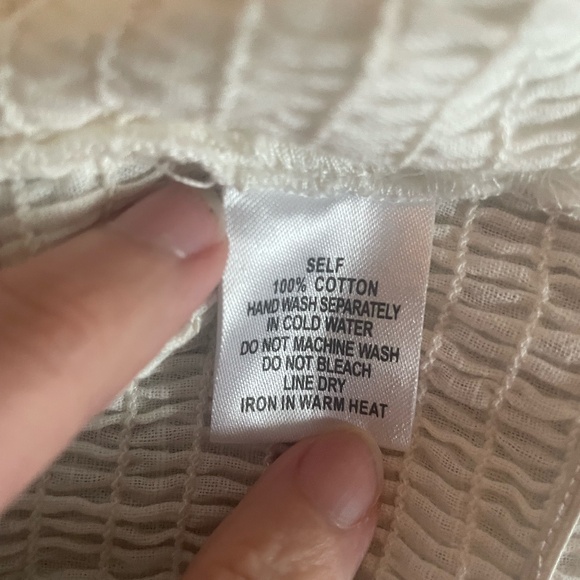 SELF
100% COTTON
HAND WASH SEPARATELY
IN COLD WATER
DO NOT MACHINE WASH
DO NOT BLEACH
LINE DRY
IRON IN WARM HEAT